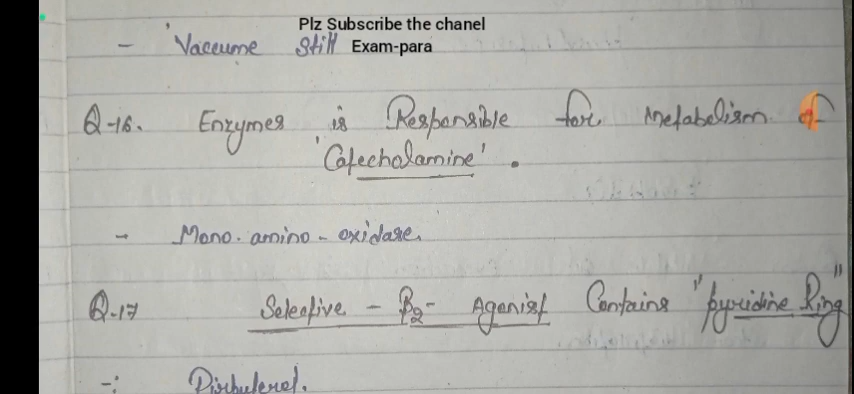 Plz Subscribe the chanel
- Vaccume Still Exam-para
Q-16. Enzymes is Responsible for Metabolism of
'Catecholamine'.
- Mono-amino-oxidase.
Q-17 Selective-β2- Agonist Contains "pyridine Ring"
-: Pirbuterol.